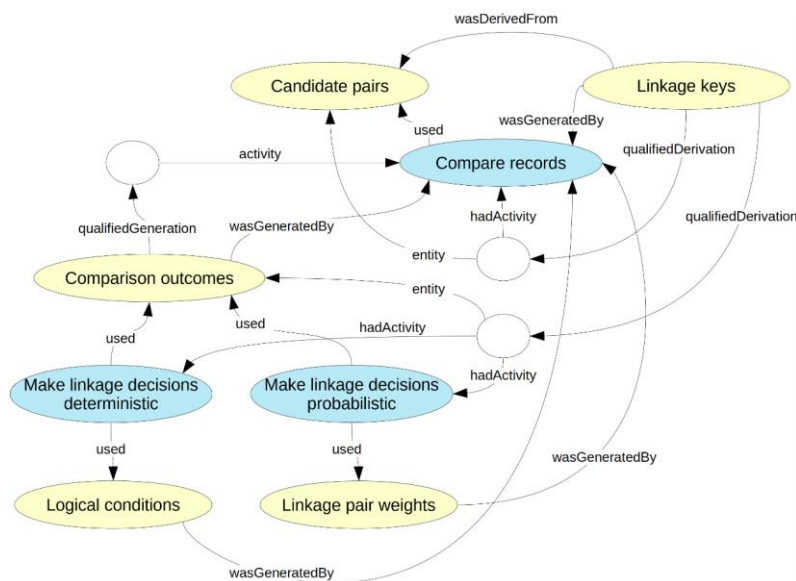 wasDerivedFrom
Candidate pairs
Linkage keys
used
wasGeneratedBy
activity
Compare records
qualifiedDerivation
qualifiedGeneration
wasGeneratedBy
hadActivity
qualifiedDerivation
entity
Comparison outcomes
entity
used
used
hadActivity
hadActivity
Make linkage decisions
deterministic
Make linkage decisions
probabilistic
used
used
wasGeneratedBy
Logical conditions
Linkage pair weights
wasGeneratedBy